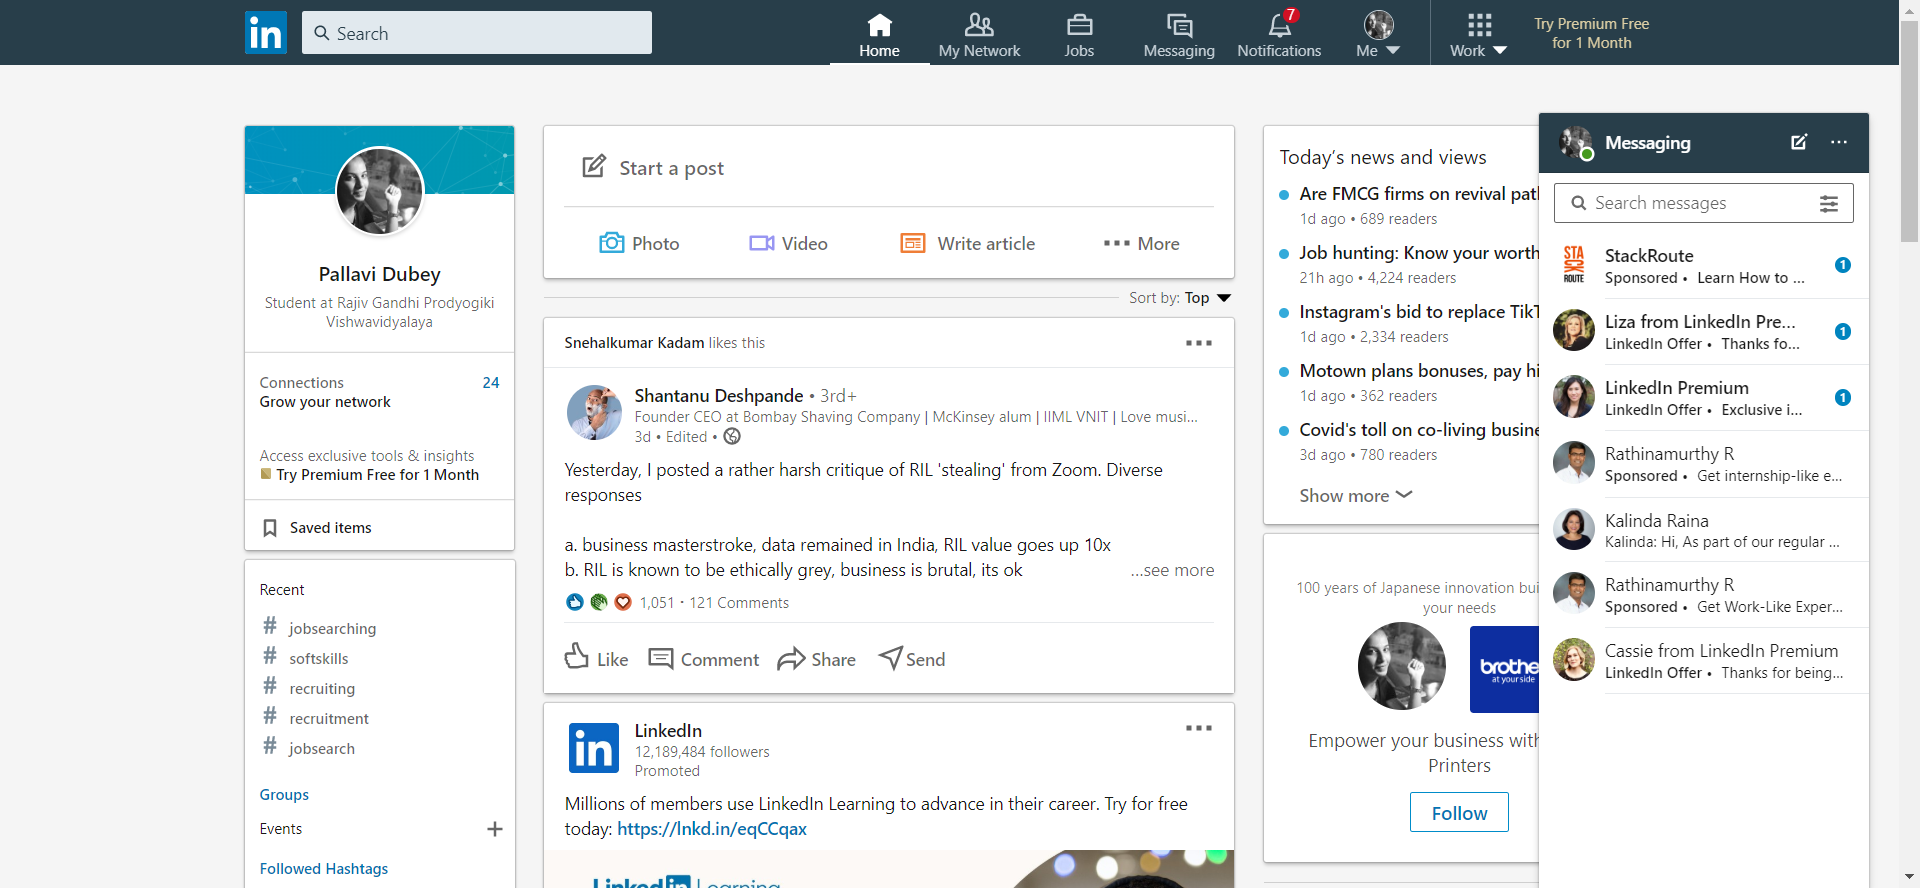 in
Search
Home
My Network
Jobs
Messaging
7
Notifications
Me
Work
Try Premium Free
for 1 Month
Pallavi Dubey
Student at Rajiv Gandhi Prodyogiki
Vishwavidyalaya
Connections 24
Grow your network
Access exclusive tools & insights
Try Premium Free for 1 Month
Saved items
Recent
# jobsearching
# softskills
# recruiting
# recruitment
# jobsearch
Groups
Events +
Followed Hashtags
Start a post
Photo
Video
Write article
More
Sort by: Top
Snehalkumar Kadam likes this
Shantanu Deshpande • 3rd+
Founder CEO at Bombay Shaving Company | McKinsey alum | IIML VNIT | Love musi...
3d • Edited •
Yesterday, I posted a rather harsh critique of RIL 'stealing' from Zoom. Diverse
responses
a. business masterstroke, data remained in India, RIL value goes up 10x
b. RIL is known to be ethically grey, business is brutal, its ok
...see more
1,051 · 121 Comments
Like
Comment
Share
Send
in
LinkedIn
12,189,484 followers
Promoted
Millions of members use LinkedIn Learning to advance in their career. Try for free
today: https://lnkd.in/eqCCqax
Linked in Learning
Today's news and views
Are FMCG firms on revival pat
1d ago • 689 readers
Job hunting: Know your worth
21h ago • 4,224 readers
Instagram's bid to replace TikT
1d ago • 2,334 readers
Motown plans bonuses, pay hi
1d ago • 362 readers
Covid's toll on co-living busine
3d ago • 780 readers
Show more
100 years of Japanese innovation bui
your needs
brothe
at your side
Empower your business with
Printers
Follow
Messaging
Search messages
STA
CK
ROUTE
StackRoute
Sponsored • Learn How to ...
1
Liza from LinkedIn Pre...
LinkedIn Offer • Thanks fo...
1
LinkedIn Premium
LinkedIn Offer • Exclusive i...
1
Rathinamurthy R
Sponsored • Get internship-like e...
Kalinda Raina
Kalinda: Hi, As part of our regular ...
Rathinamurthy R
Sponsored • Get Work-Like Exper...
Cassie from LinkedIn Premium
LinkedIn Offer • Thanks for being...